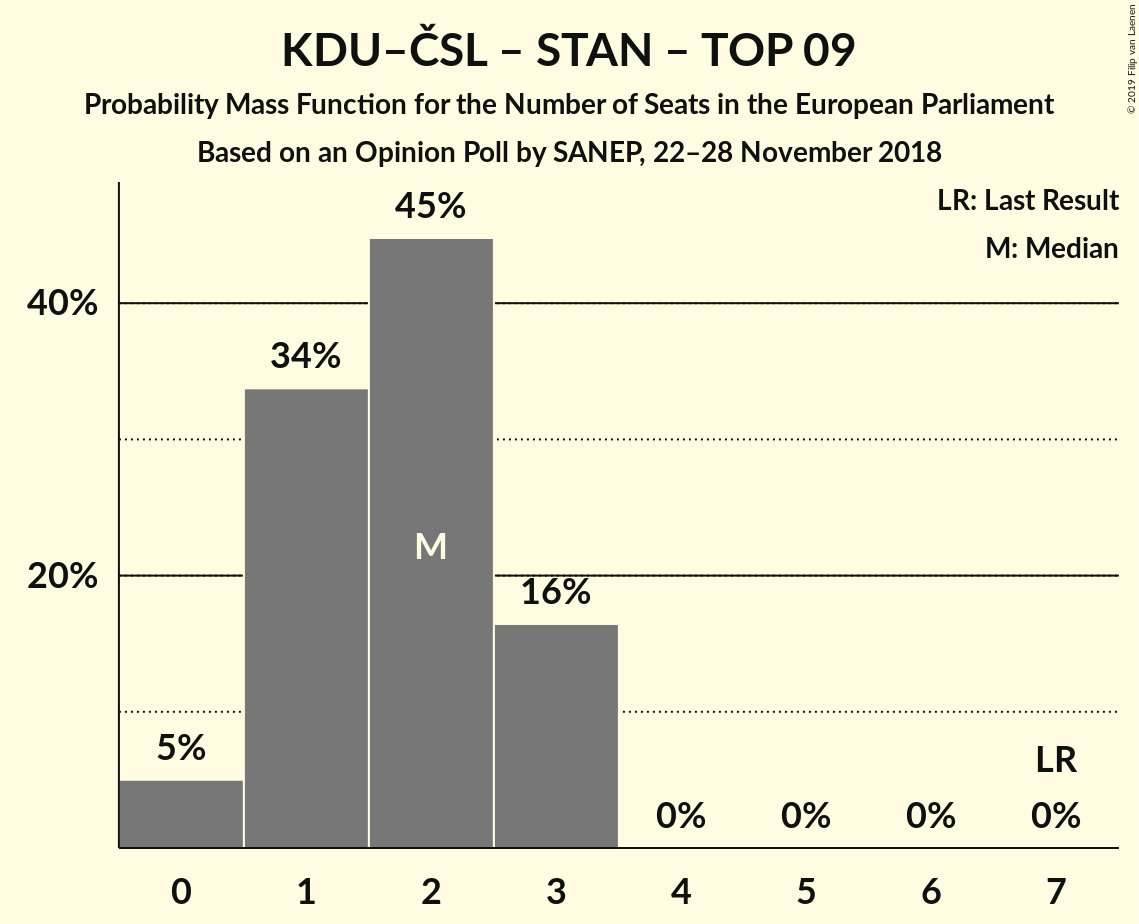 KDU–ČSL – STAN – TOP 09
Probability Mass Function for the Number of Seats in the European Parliament
Based on an Opinion Poll by SANEP, 22–28 November 2018
© 2019 Filip van Laenen
LR: Last Result
M: Median
45%
40%
34%
M
20%
16%
5%
LR
0% 0% 0% 0%
0 1 2 3 4 5 6 7